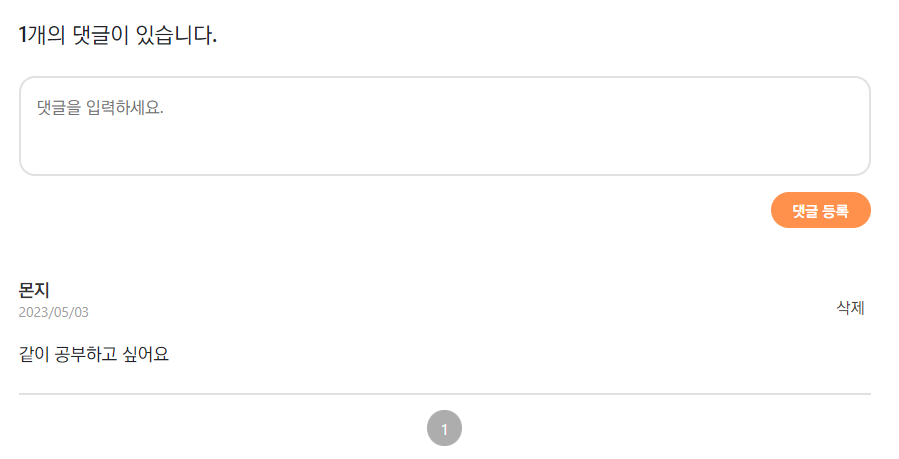 1개의 댓글이 있습니다.
댓글을 입력하세요.
댓글 등록
몬지
2023/05/03
삭제
같이 공부하고 싶어요
1